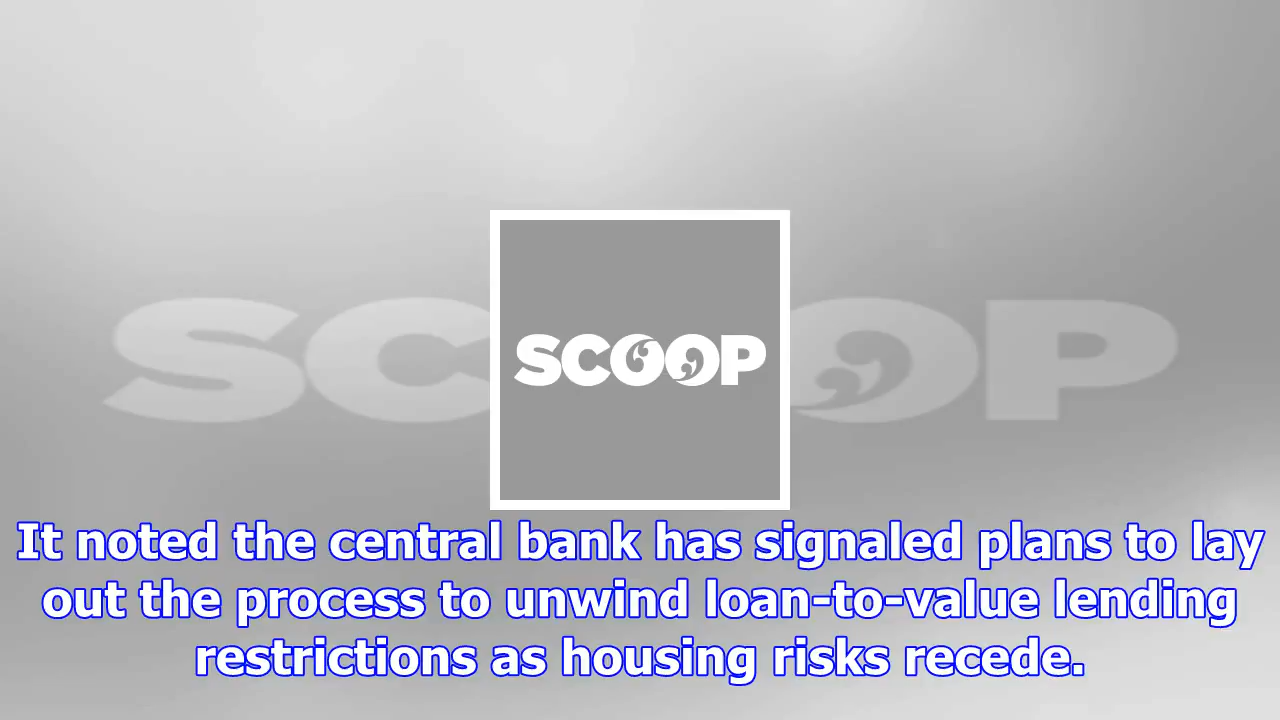 SCOOP
SCOOP
It noted the central bank has signaled plans to lay
out the process to unwind loan-to-value lending
restrictions as housing risks recede.